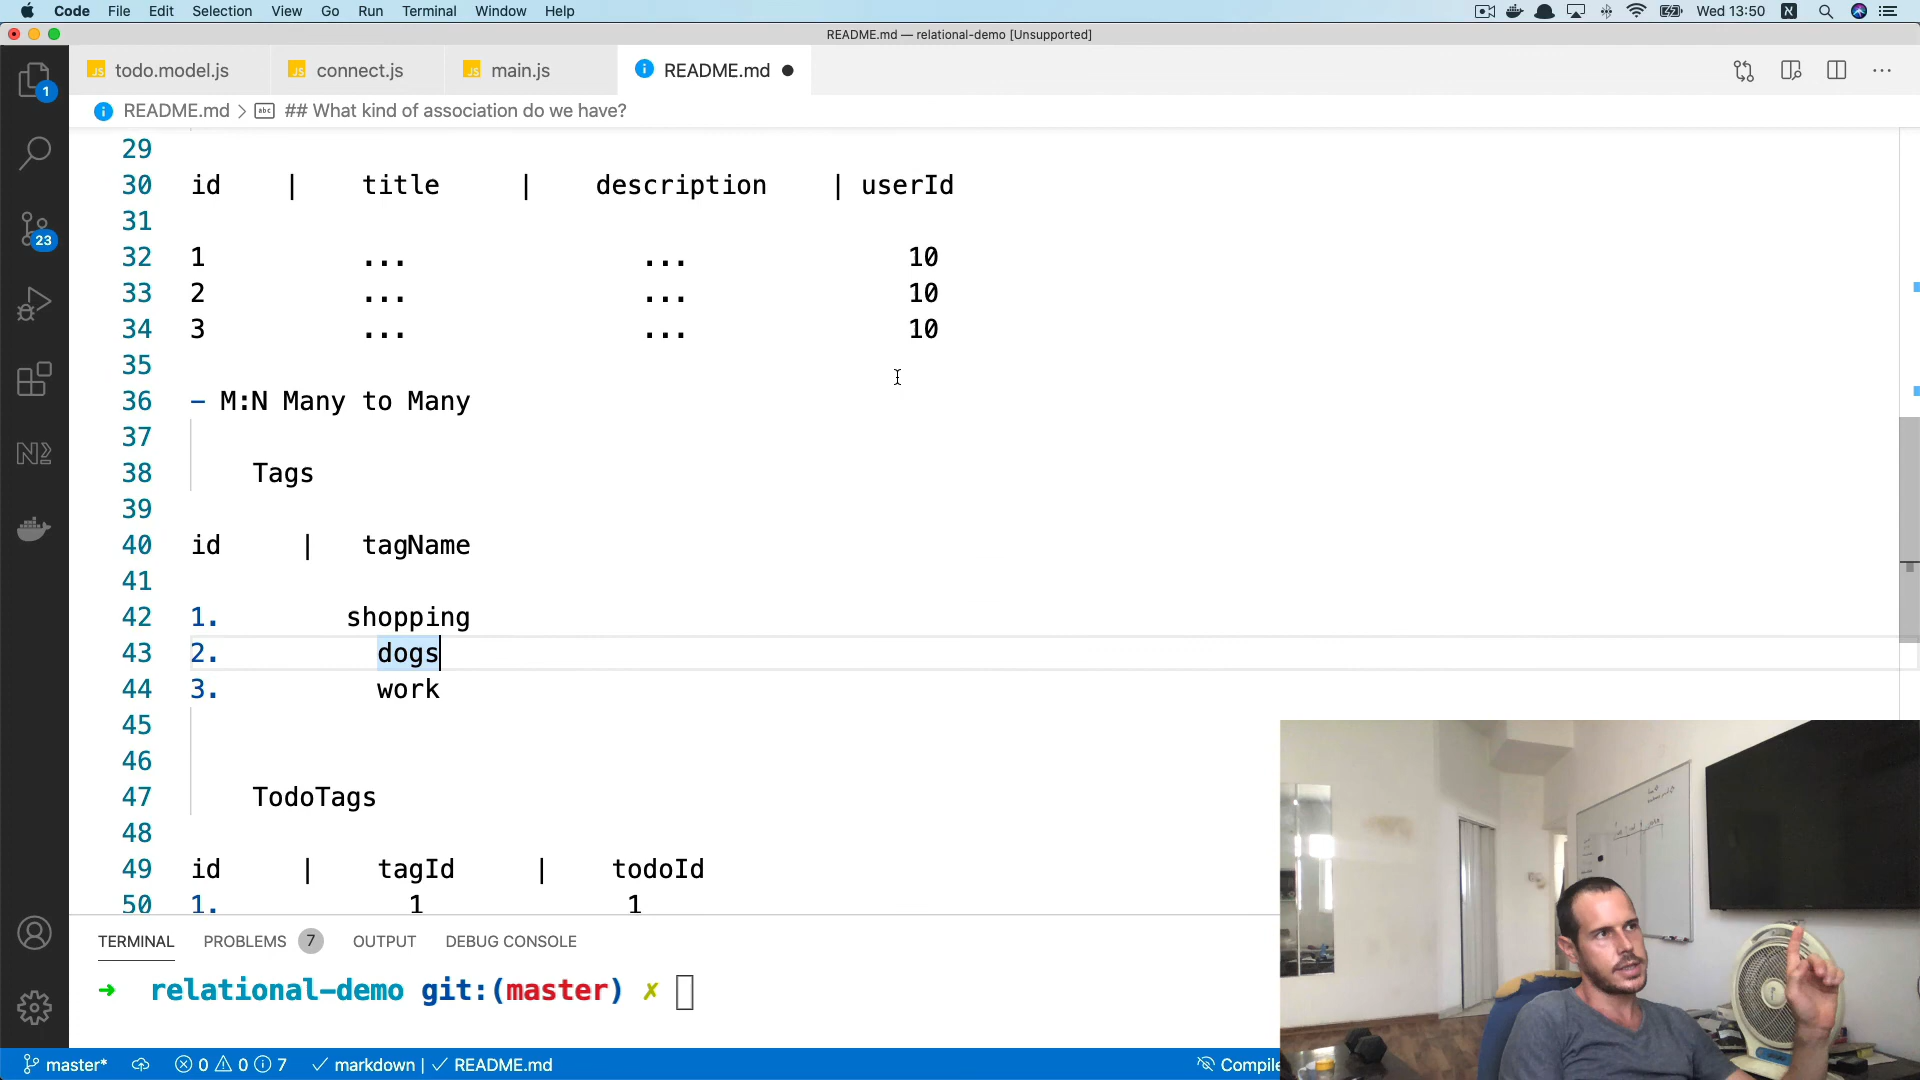 Code File Edit Selection View Go Run Terminal Window Help Wed 13:50
README.md — relational-demo [Unsupported]
todo.model.js connect.js main.js README.md
README.md > ## What kind of association do we have?
29
30 id | title | description | userId
31
32 1 ... ... 10
33 2 ... ... 10
34 3 ... ... 10
35
36 - M:N Many to Many
37
38 Tags
39
40 id | tagName
41
42 1. shopping
43 2. dogs
44 3. work
45
46
47 TodoTags
48
49 id | tagId | todoId
50 1. 1 1
1
23
TERMINAL PROBLEMS 7 OUTPUT DEBUG CONSOLE
➜ relational-demo git:(master) ✗
master* 0 0 7 ✓ markdown | ✓ README.md Compile